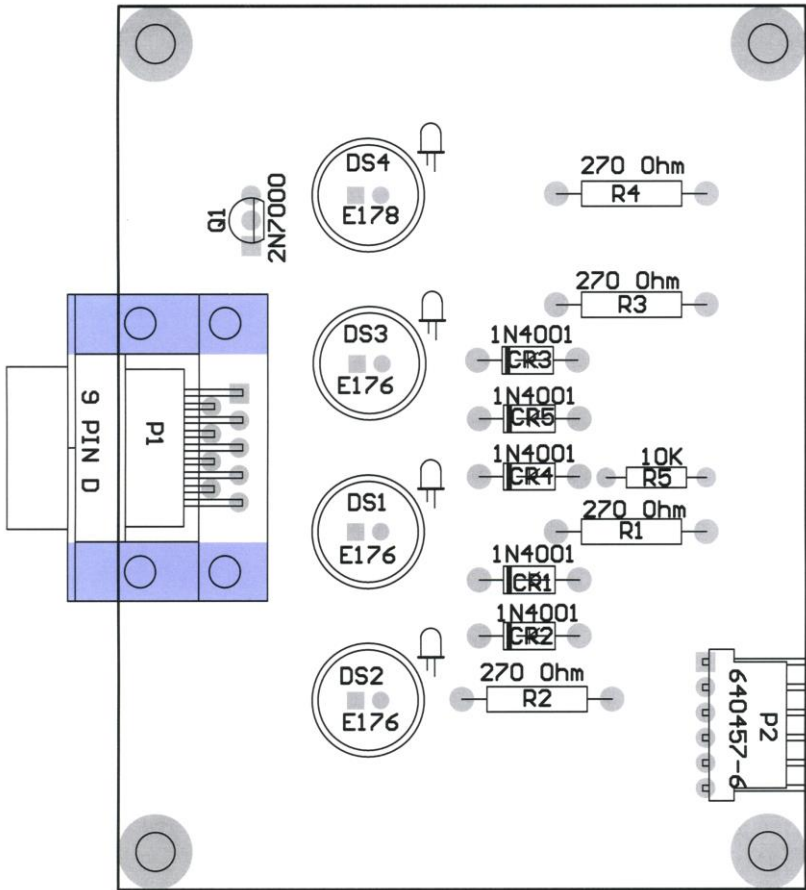 DS4
E178
270 Ohm
R4
Q1
2N7000
270 Ohm
R3
DS3
E176
1N4001
CR3
1N4001
CR5
1N4001
CR4
10K
R5
9 PIN D
P1
DS1
E176
270 Ohm
R1
1N4001
CR1
1N4001
CR2
DS2
E176
270 Ohm
R2
P2
640457-6